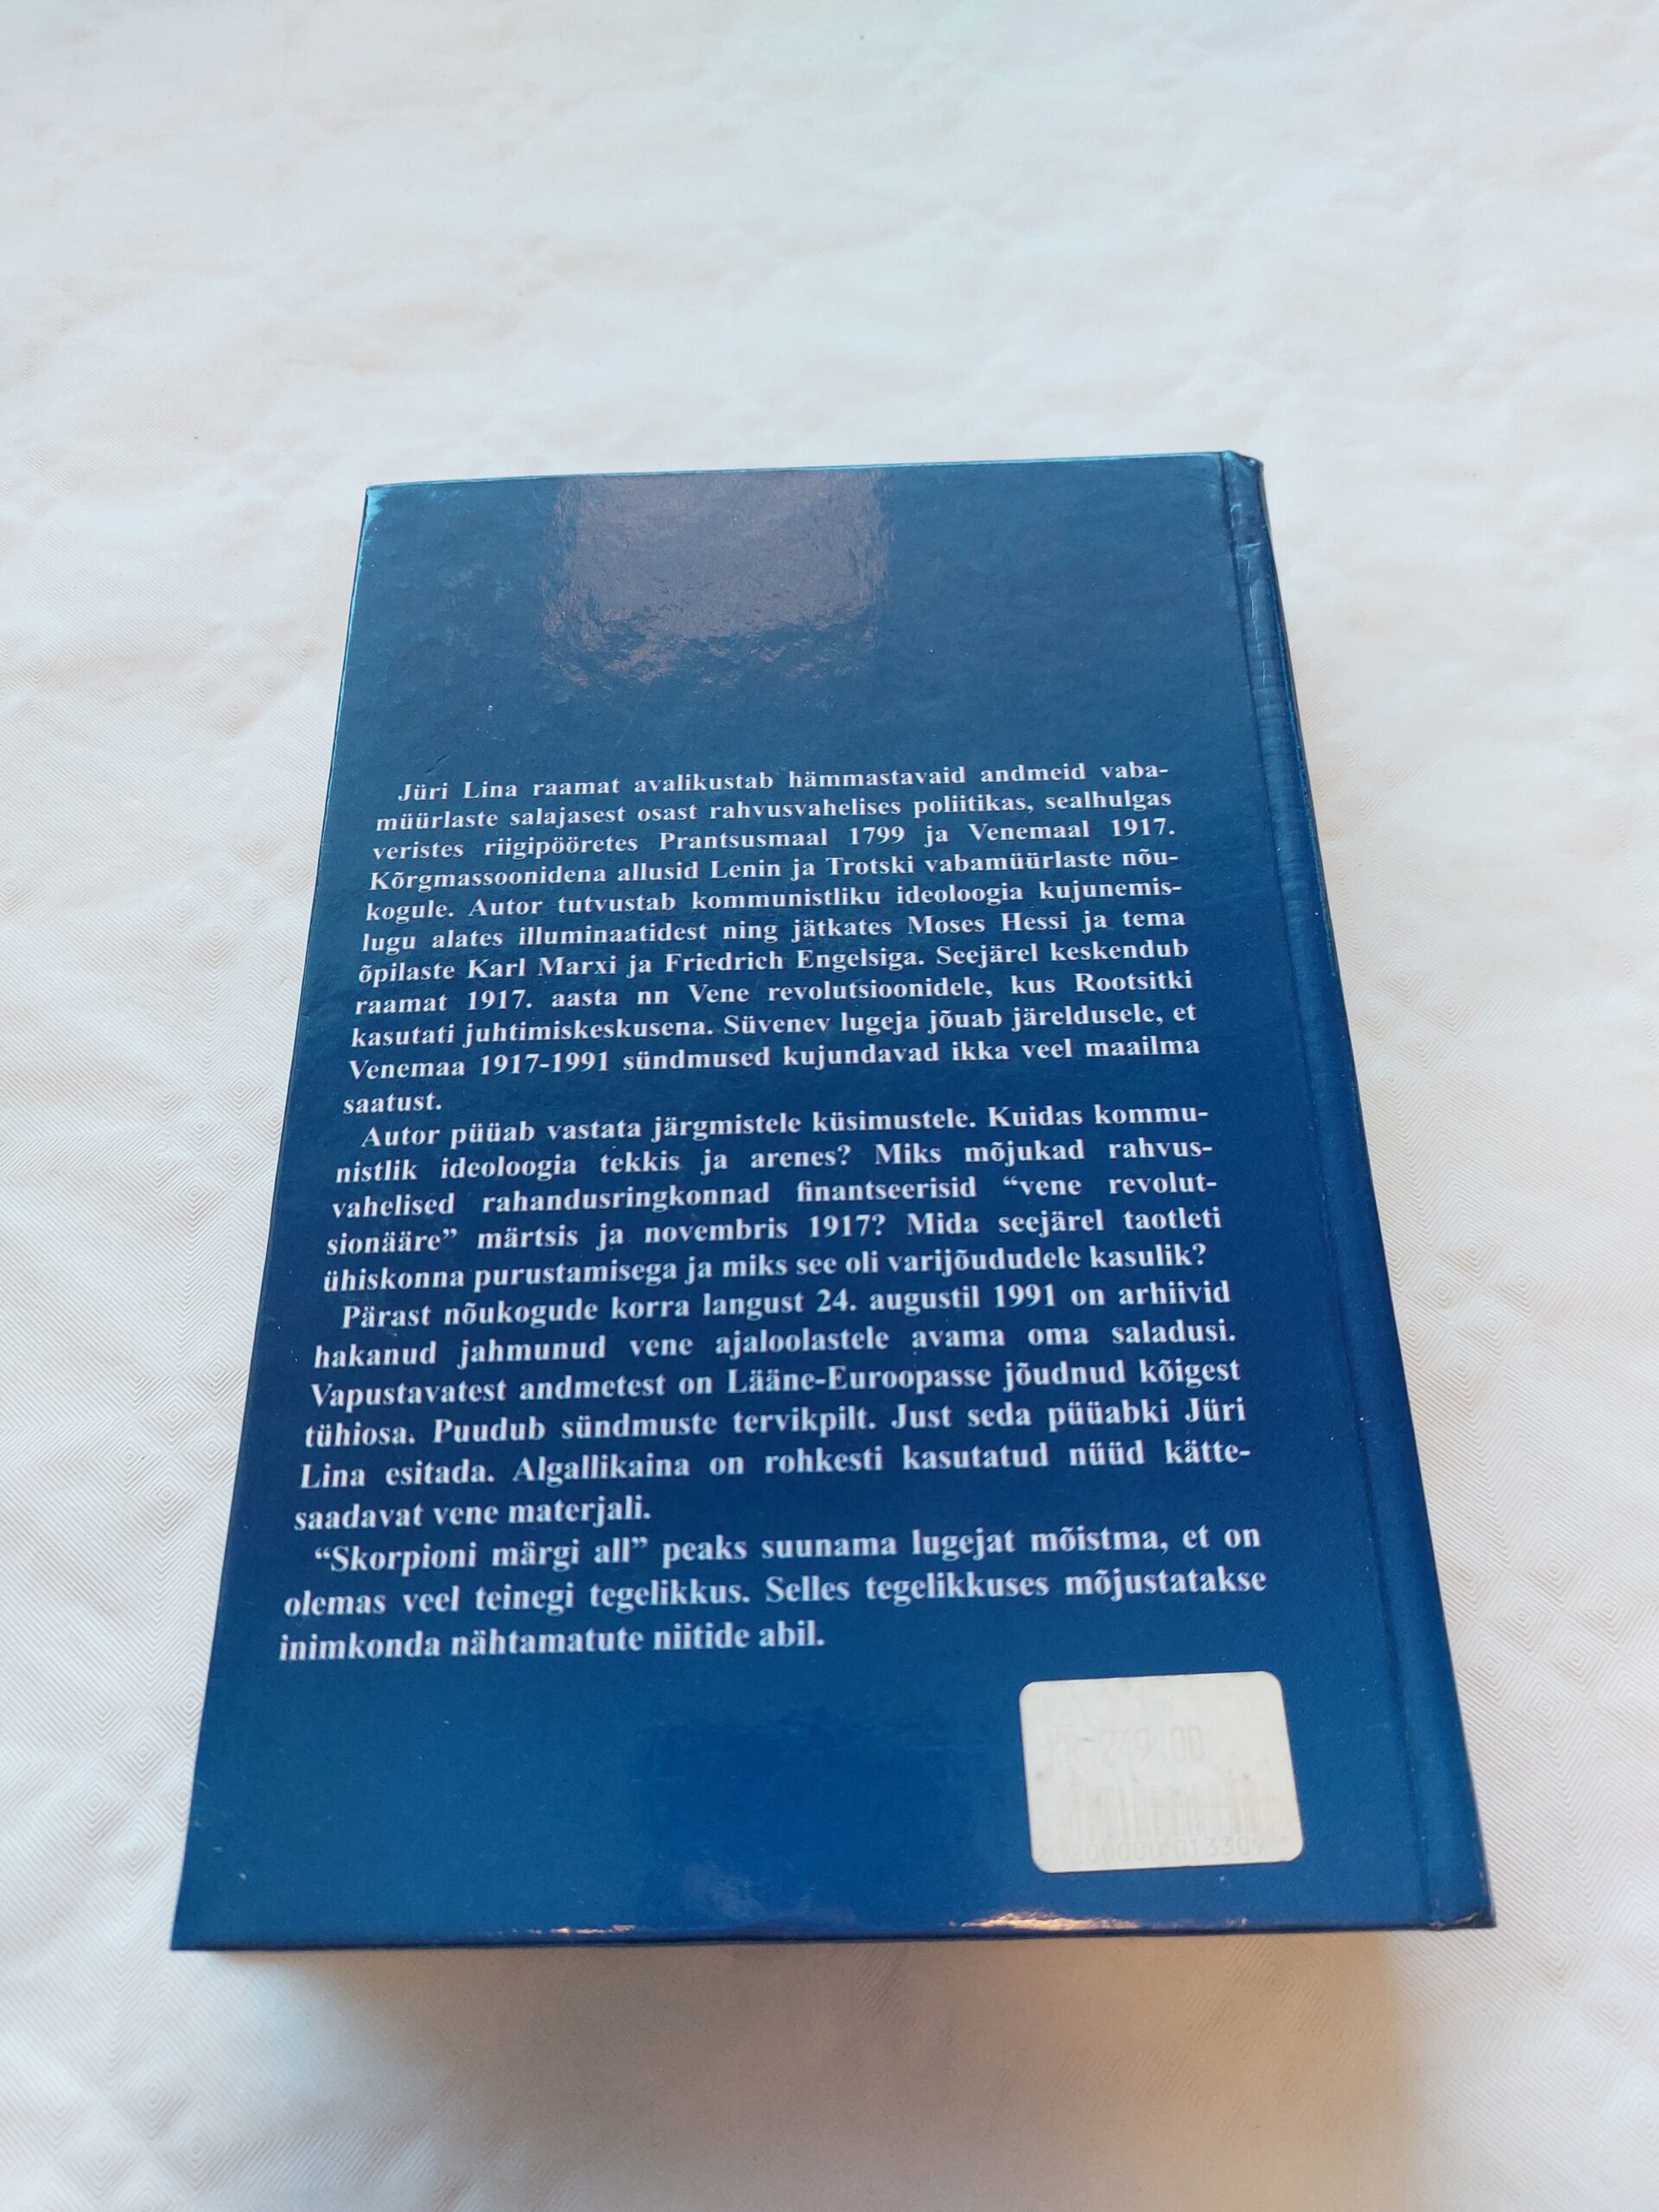 Jüri Lina raamat avalikustab hämmastavaid andmeid vaba-
müürlaste salajasest osast rahvusvahelises poliitikas, sealhulgas
veristes riigipööretes Prantsusmaal 1799 ja Venemaal 1917.
Kõrgmassoonidena allusid Lenin ja Trotski vabamüürlaste nõu-
kogule. Autor tutvustab kommunistliku ideoloogia kujunemis-
lugu alates illuminaatidest ning jätkates Moses Hessi ja tema
õpilaste Karl Marxi ja Friedrich Engelsiga. Seejärel keskendub
raamat 1917. aasta nn Vene revolutsioonidele, kus Rootsitki
kasutati juhtimiskeskusena. Süvenev lugeja jõuab järeldusele, et
Venemaa 1917-1991 sündmused kujundavad ikka veel maailma
saatust.
Autor püüab vastata järgmistele küsimustele. Kuidas kommu-
nistlik ideoloogia tekkis ja arenes? Miks mõjukad rahvus-
vahelised rahandusringkonnad finantseerisid “vene revolut-
sionääre” märtsis ja novembris 1917? Mida seejärel taotleti
ühiskonna purustamisega ja miks see oli varijõududele kasulik?
Pärast nõukogude korra langust 24. augustil 1991 on arhiivid
hakanud jahmunud vene ajaloolastele avama oma saladusi.
Vapustavatest andmetest on Lääne-Euroopasse jõudnud kõigest
tühiosa. Puudub sündmuste tervikpilt. Just seda püüabki Jüri
Lina esitada. Algallikaina on rohkesti kasutatud nüüd kätte-
saadavat vene materjali.
“Skorpioni märgi all” peaks suunama lugejat mõistma, et on
olemas veel teinegi tegelikkus. Selles tegelikkuses mõjustatakse
inimkonda nähtamatute niitide abil.